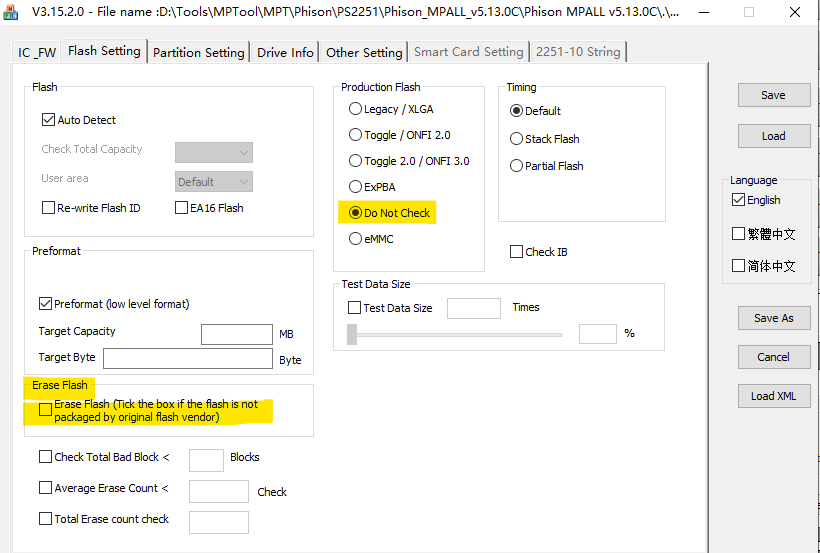 V3.15.2.0 - File name :D:\Tools\MPTool\MPT\Phison\PS2251\Phison_MPALL_v5.13.0C\Phison MPALL v5.13.0C\.\...
IC _FW
Flash Setting
Partition Setting
Drive Info
Other Setting
Smart Card Setting
2251-10 String
Flash
Auto Detect
Check Total Capacity
User area
Default
Re-write Flash ID
EA16 Flash
Preformat
Preformat (low level format)
Target Capacity
MB
Target Byte
Byte
Erase Flash
Erase Flash (Tick the box if the flash is not
packaged by original flash vendor)
Check Total Bad Block <
Blocks
Average Erase Count <
Check
Total Erase count check
Production Flash
Legacy / XLGA
Toggle / ONFI 2.0
Toggle 2.0 / ONFI 3.0
ExPBA
Do Not Check
eMMC
Timing
Default
Stack Flash
Partial Flash
Check IB
Test Data Size
Test Data Size
Times
%
Save
Load
Language
English
繁體中文
简体中文
Save As
Cancel
Load XML